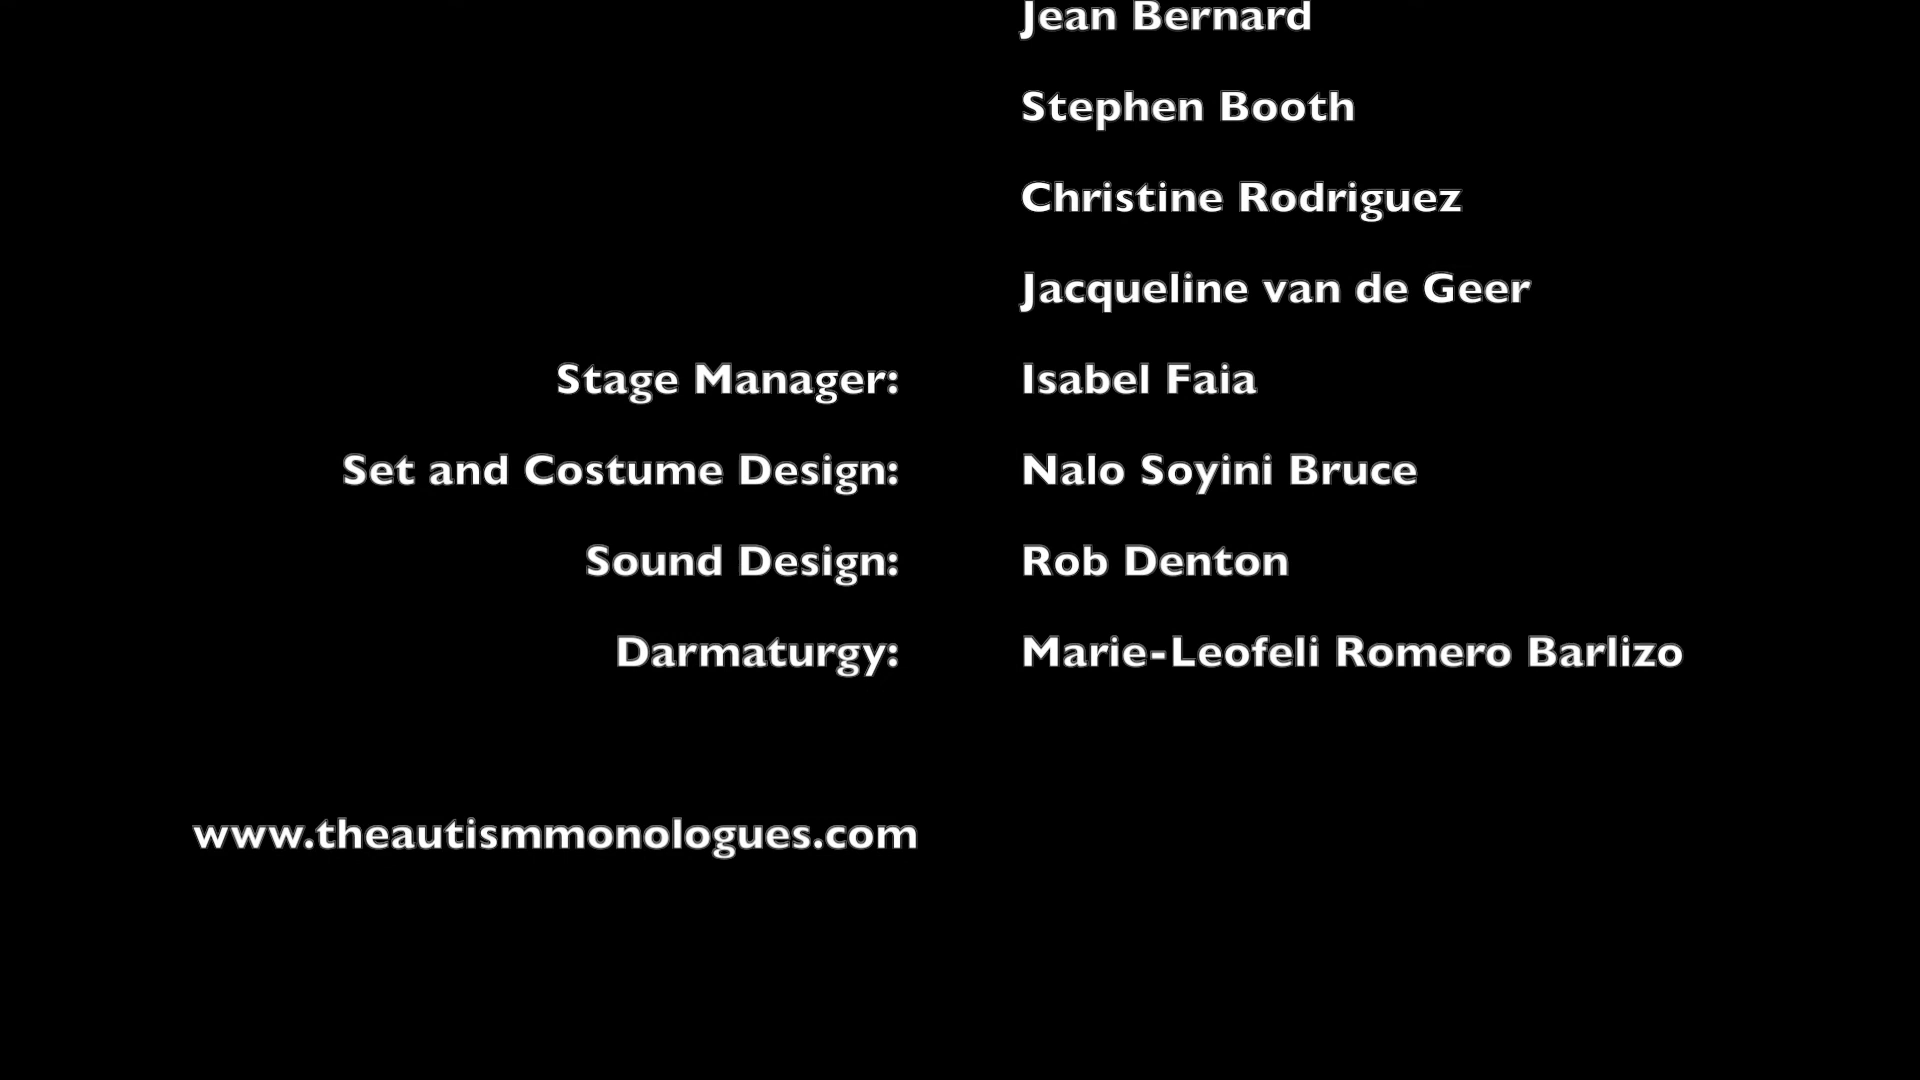 Jean Bernard
Stephen Booth
Christine Rodriguez
Jacqueline van de Geer
Stage Manager: Isabel Faia
Set and Costume Design: Nalo Soyini Bruce
Sound Design: Rob Denton
Darmaturgy: Marie-Leofeli Romero Barlizo
www.theautismmonologues.com